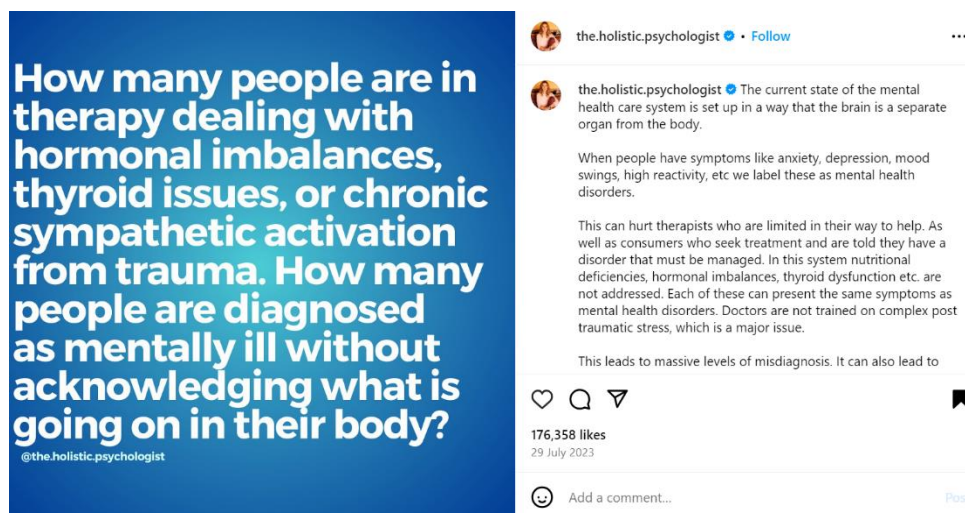 How many people are in
therapy dealing with
hormonal imbalances,
thyroid issues, or chronic
sympathetic activation
from trauma. How many
people are diagnosed
as mentally ill without
acknowledging what is
going on in their body?
@the.holistic.psychologist
the.holistic.psychologist • Follow
the.holistic.psychologist The current state of the mental
health care system is set up in a way that the brain is a separate
organ from the body.
When people have symptoms like anxiety, depression, mood
swings, high reactivity, etc we label these as mental health
disorders.
This can hurt therapists who are limited in their way to help. As
well as consumers who seek treatment and are told they have a
disorder that must be managed. In this system nutritional
deficiencies, hormonal imbalances, thyroid dysfunction etc. are
not addressed. Each of these can present the same symptoms as
mental health disorders. Doctors are not trained on complex post
traumatic stress, which is a major issue.
This leads to massive levels of misdiagnosis. It can also lead to
176,358 likes
29 July 2023
Add a comment...
Pos